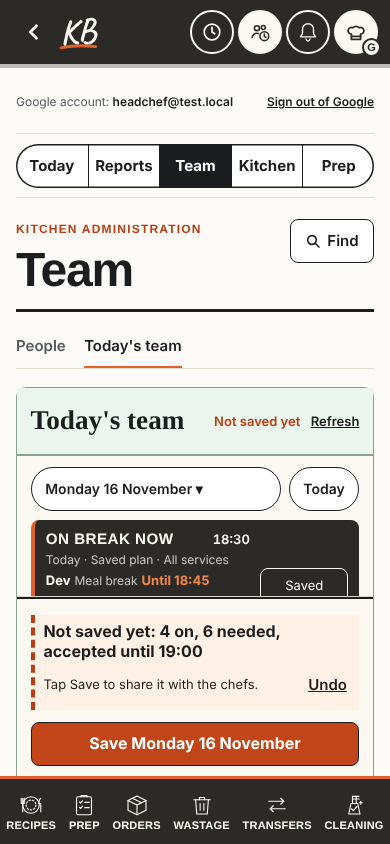 KB
G
Google account: headchef@test.local Sign out of Google
Today Reports Team Kitchen Prep
KITCHEN ADMINISTRATION
Team
Find
People Today's team
Today's team Not saved yet Refresh
Monday 16 November ▾ Today
ON BREAK NOW 18:30
Today · Saved plan · All services
Dev Meal break Until 18:45
Saved
Not saved yet: 4 on, 6 needed,
accepted until 19:00
Tap Save to share it with the chefs. Undo
Save Monday 16 November
RECIPES PREP ORDERS WASTAGE TRANSFERS CLEANING